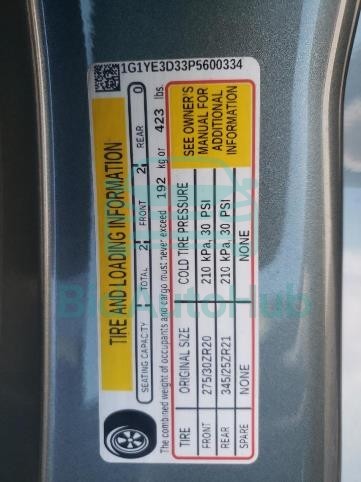 1G1YE3D33P5600334
TIRE AND LOADING INFORMATION
SEATING CAPACITY TOTAL 2 FRONT 2 REAR 0
The combined weight of occupants and cargo must never exceed 192 kg or 423 lbs.
TIRE ORIGINAL SIZE COLD TIRE PRESSURE
FRONT 275/30ZR20 210 kPa, 30 PSI
REAR 345/25ZR21 210 kPa, 30 PSI
SPARE NONE NONE
SEE OWNER'S
MANUAL FOR
ADDITIONAL
INFORMATION
BidAutoHub